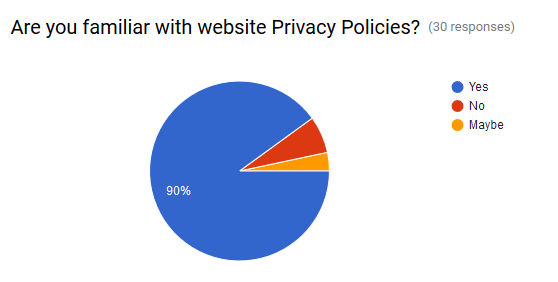 Are you familiar with website Privacy Policies? (30 responses)
Yes
No
Maybe
90%